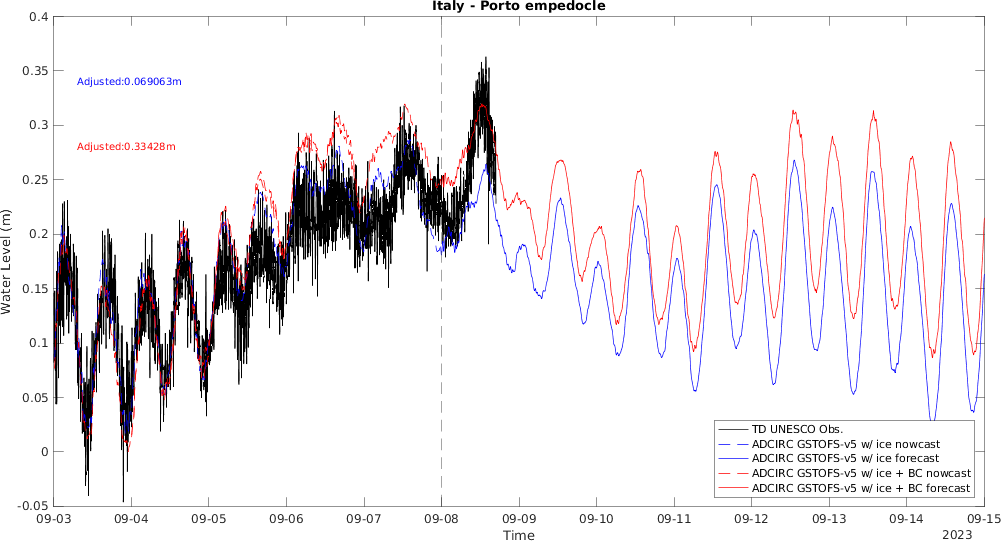 Italy - Porto empedocle
0.4
0.35
0.3
0.25
0.2
0.15
0.1
0.05
0
-0.05
Water Level (m)
Adjusted:0.069063m
Adjusted:0.33428m
TD UNESCO Obs.
ADCIRC GSTOFS-v5 w/ ice nowcast
ADCIRC GSTOFS-v5 w/ ice forecast
ADCIRC GSTOFS-v5 w/ ice + BC nowcast
ADCIRC GSTOFS-v5 w/ ice + BC forecast
09-03 09-04 09-05 09-06 09-07 09-08 09-09 09-10 09-11 09-12 09-13 09-14 09-15
Time
2023